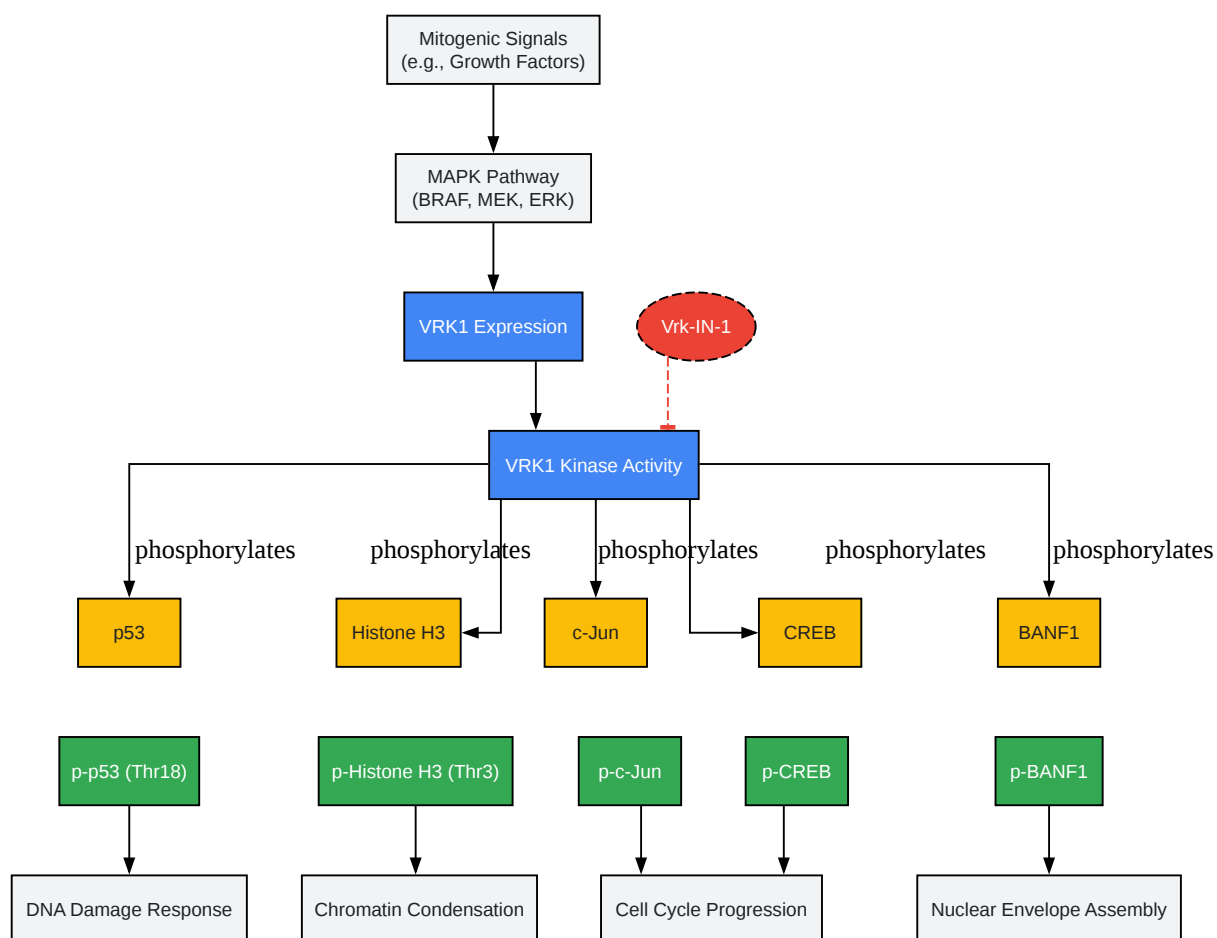 Mitogenic Signals
(e.g., Growth Factors)
MAPK Pathway
(BRAF, MEK, ERK)
VRK1 Expression
Vrk-IN-1
VRK1 Kinase Activity
phosphorylates
phosphorylates
phosphorylates
phosphorylates
phosphorylates
p53
Histone H3
c-Jun
CREB
BANF1
p-p53 (Thr18)
p-Histone H3 (Thr3)
p-c-Jun
p-CREB
p-BANF1
DNA Damage Response
Chromatin Condensation
Cell Cycle Progression
Nuclear Envelope Assembly